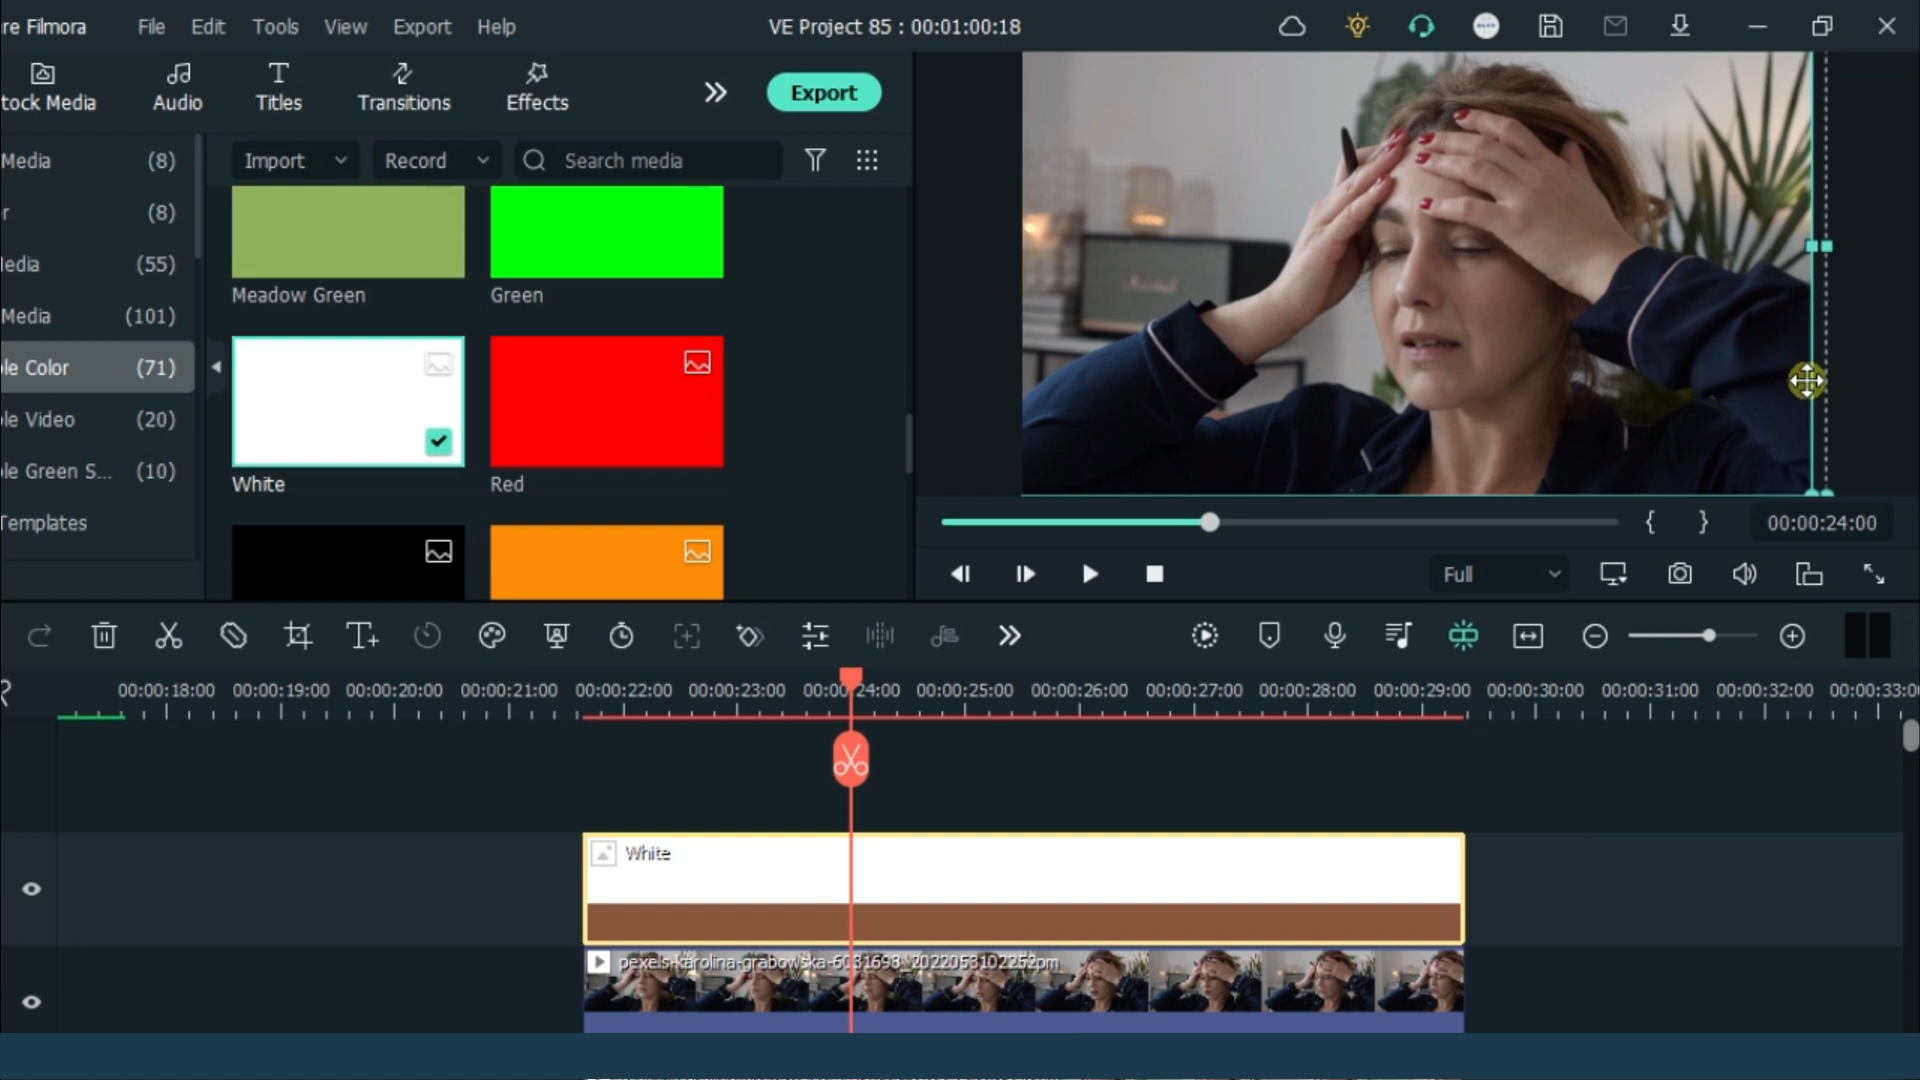 re Filmora File Edit Tools View Export Help VE Project 85 : 00:01:00:18
tock Media Audio Titles Transitions Effects Export
Media (8)
r (8)
Media (55)
Media (101)
le Color (71)
le Video (20)
le Green S... (10)
Templates
Import Record Search media
Meadow Green Green
White Red
00:00:24:00
Full
00:00:18:00 00:00:19:00 00:00:20:00 00:00:21:00 00:00:22:00 00:00:23:00 00:00:24:00 00:00:25:00 00:00:26:00 00:00:27:00 00:00:28:00 00:00:29:00 00:00:30:00 00:00:31:00 00:00:32:00 00:00:33:00
White
pexels-karolina-grabowska-6031698_2022053102252pm